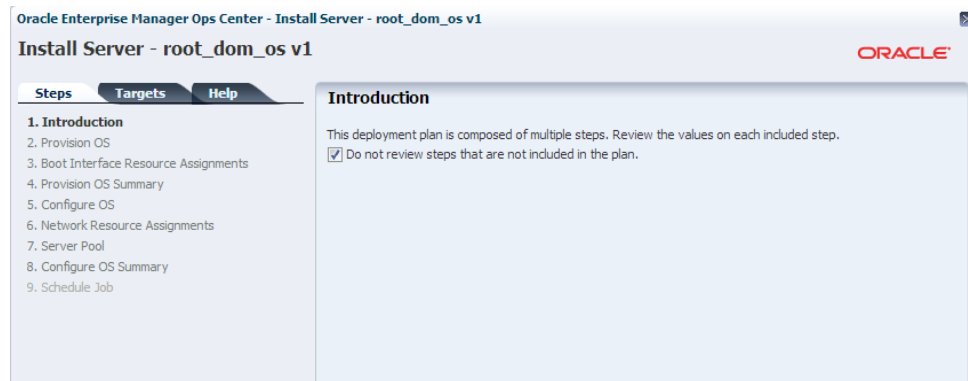 Oracle Enterprise Manager Ops Center - Install Server - root_dom_os v1
Install Server - root_dom_os v1
ORACLE
Steps Targets Help
1. Introduction
2. Provision OS
3. Boot Interface Resource Assignments
4. Provision OS Summary
5. Configure OS
6. Network Resource Assignments
7. Server Pool
8. Configure OS Summary
9. Schedule Job
Introduction
This deployment plan is composed of multiple steps. Review the values on each included step.
Do not review steps that are not included in the plan.